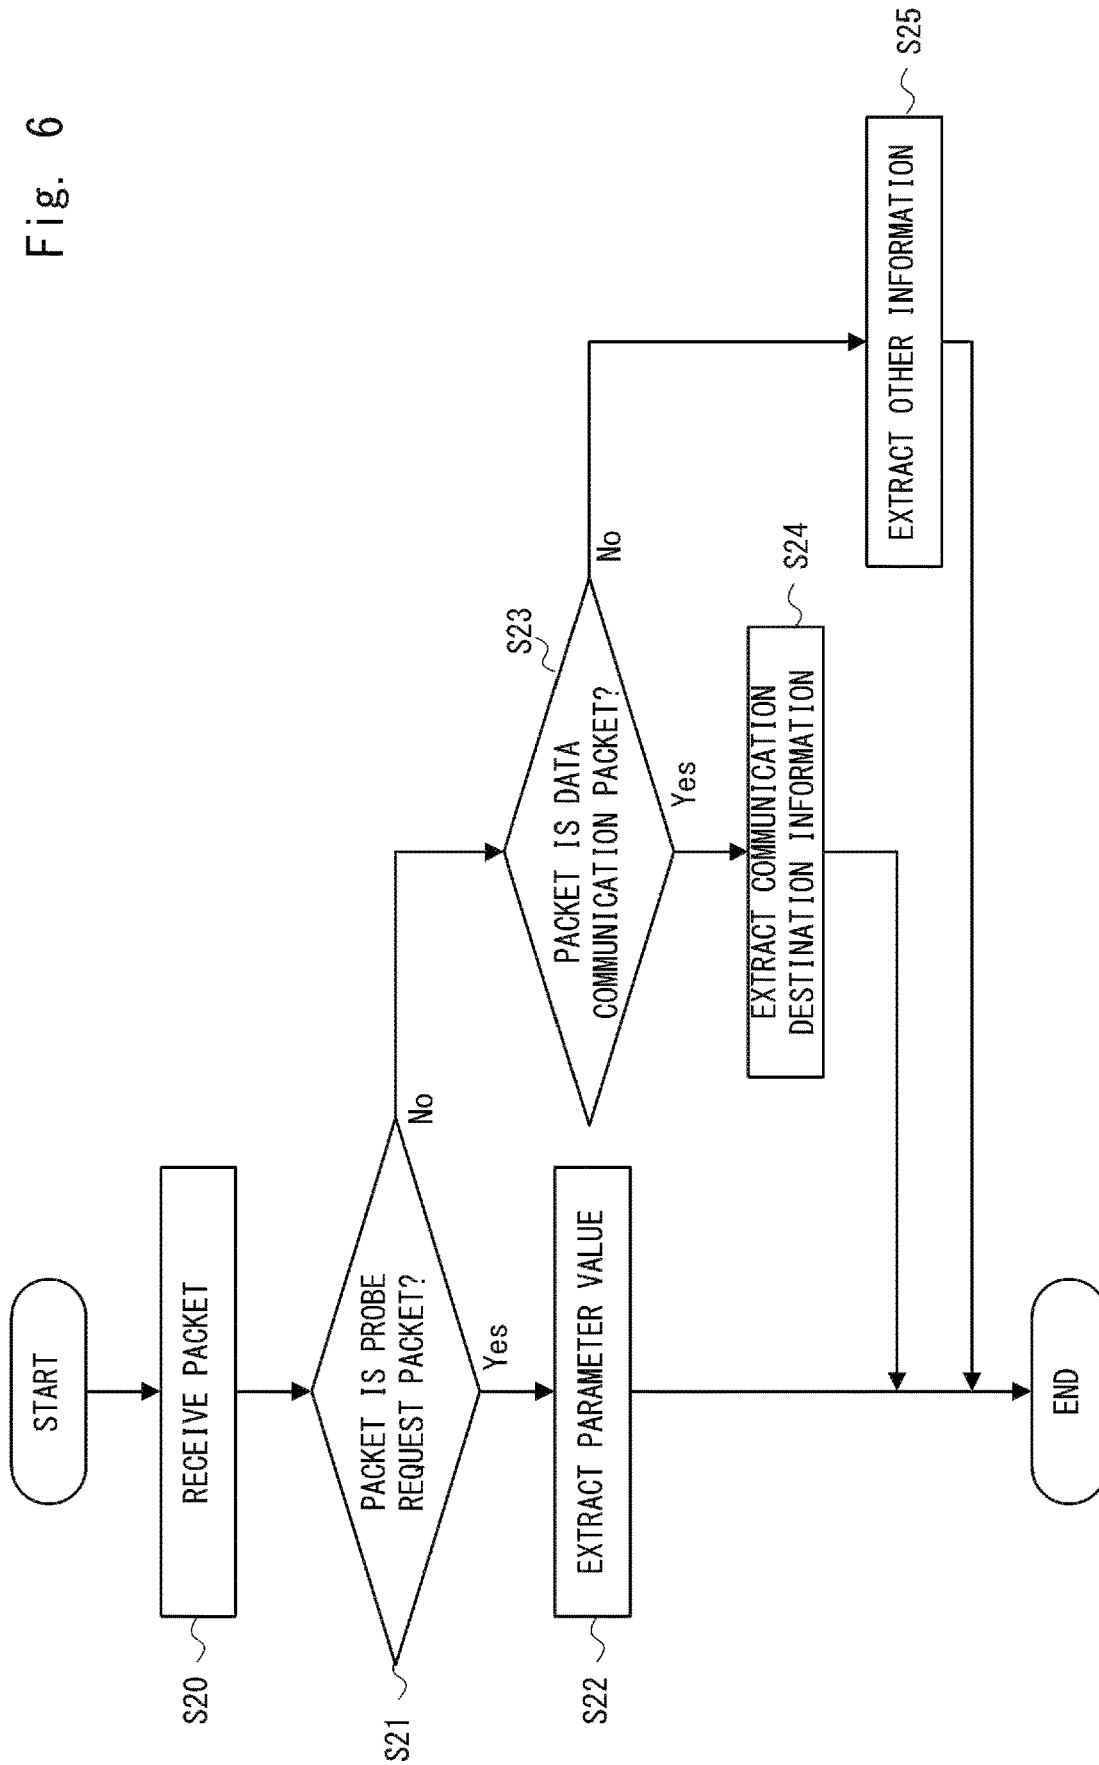 Fig. 6
START
S20
RECEIVE PACKET
S21
PACKET IS PROBE
REQUEST PACKET?
No
Yes
S22
EXTRACT PARAMETER VALUE
S23
PACKET IS DATA
COMMUNICATION PACKET?
No
Yes
S24
EXTRACT COMMUNICATION
DESTINATION INFORMATION
S25
EXTRACT OTHER INFORMATION
END